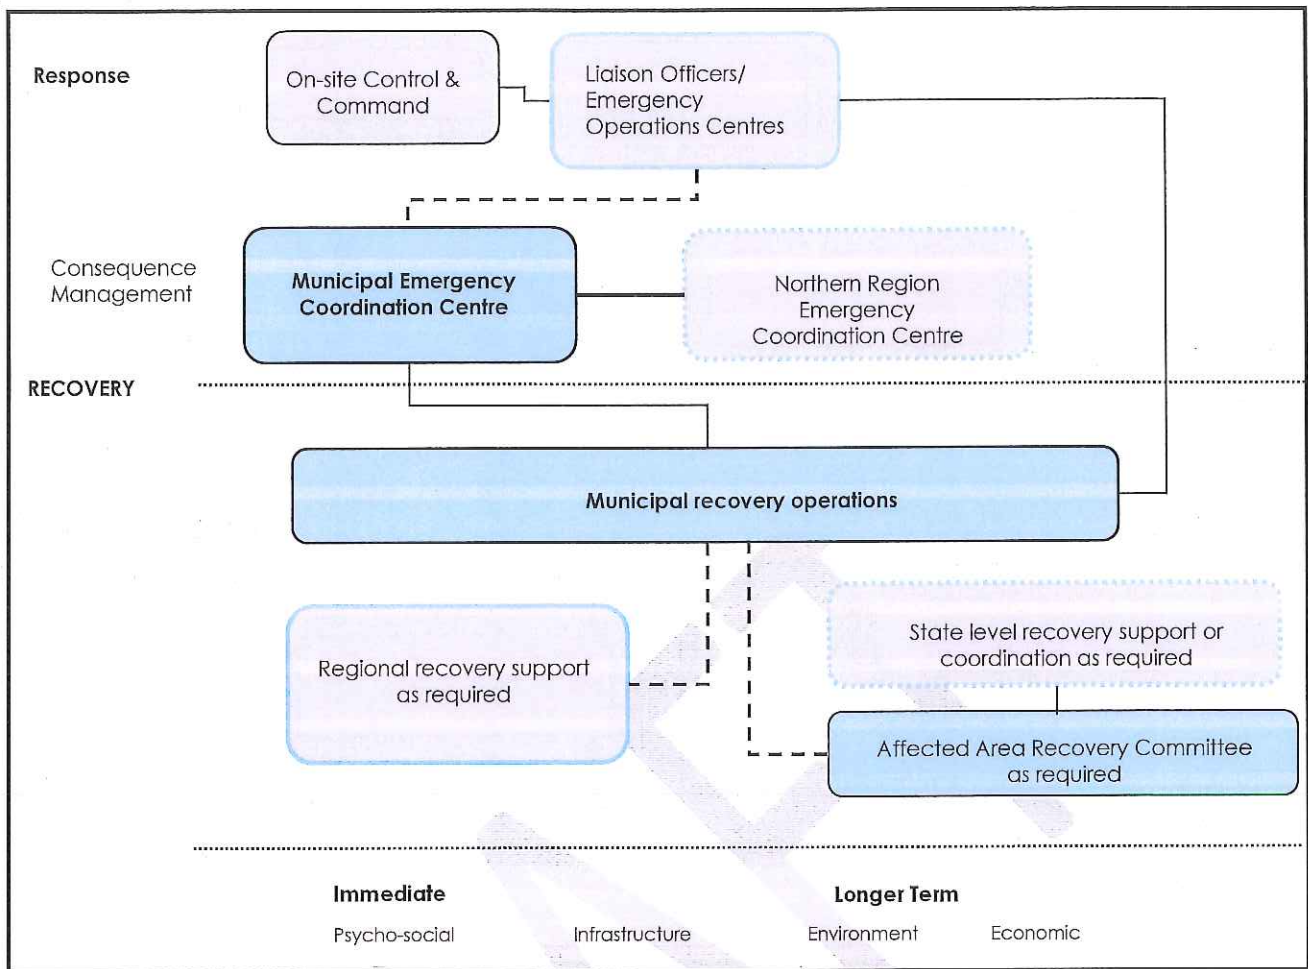 Response
On-site Control &
Command
Liaison Officers/
Emergency
Operations Centres
Consequence
Management
Municipal Emergency
Coordination Centre
Northern Region
Emergency
Coordination Centre
RECOVERY
Municipal recovery operations
Regional recovery support
as required
State level recovery support or
coordination as required
Affected Area Recovery Committee
as required
Immediate
Longer Term
Psycho-social
Infrastructure
Environment
Economic